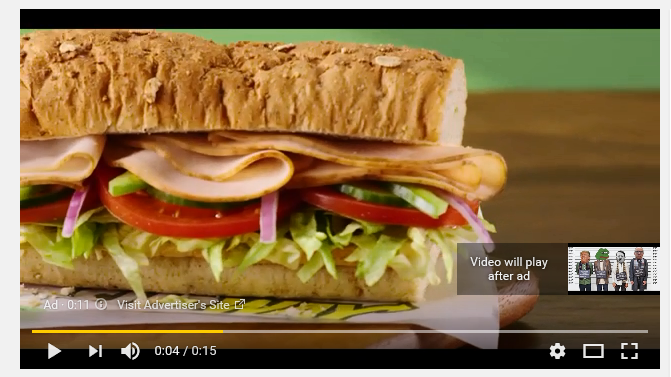 Video will play
after ad
Ad · 0:11 Visit Advertiser's Site
0:04 / 0:15